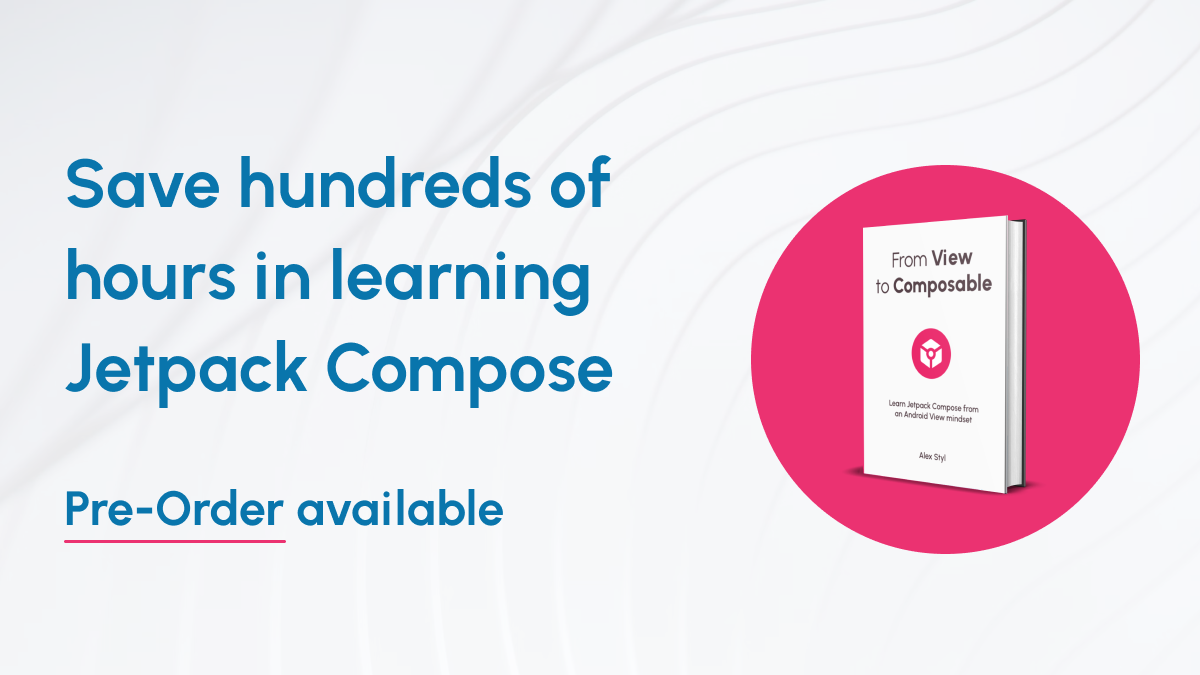 Save hundreds of
hours in learning
Jetpack Compose
Pre-Order available
From View
to Composable
Learn Jetpack Compose from
an Android View mindset
Alex Styl